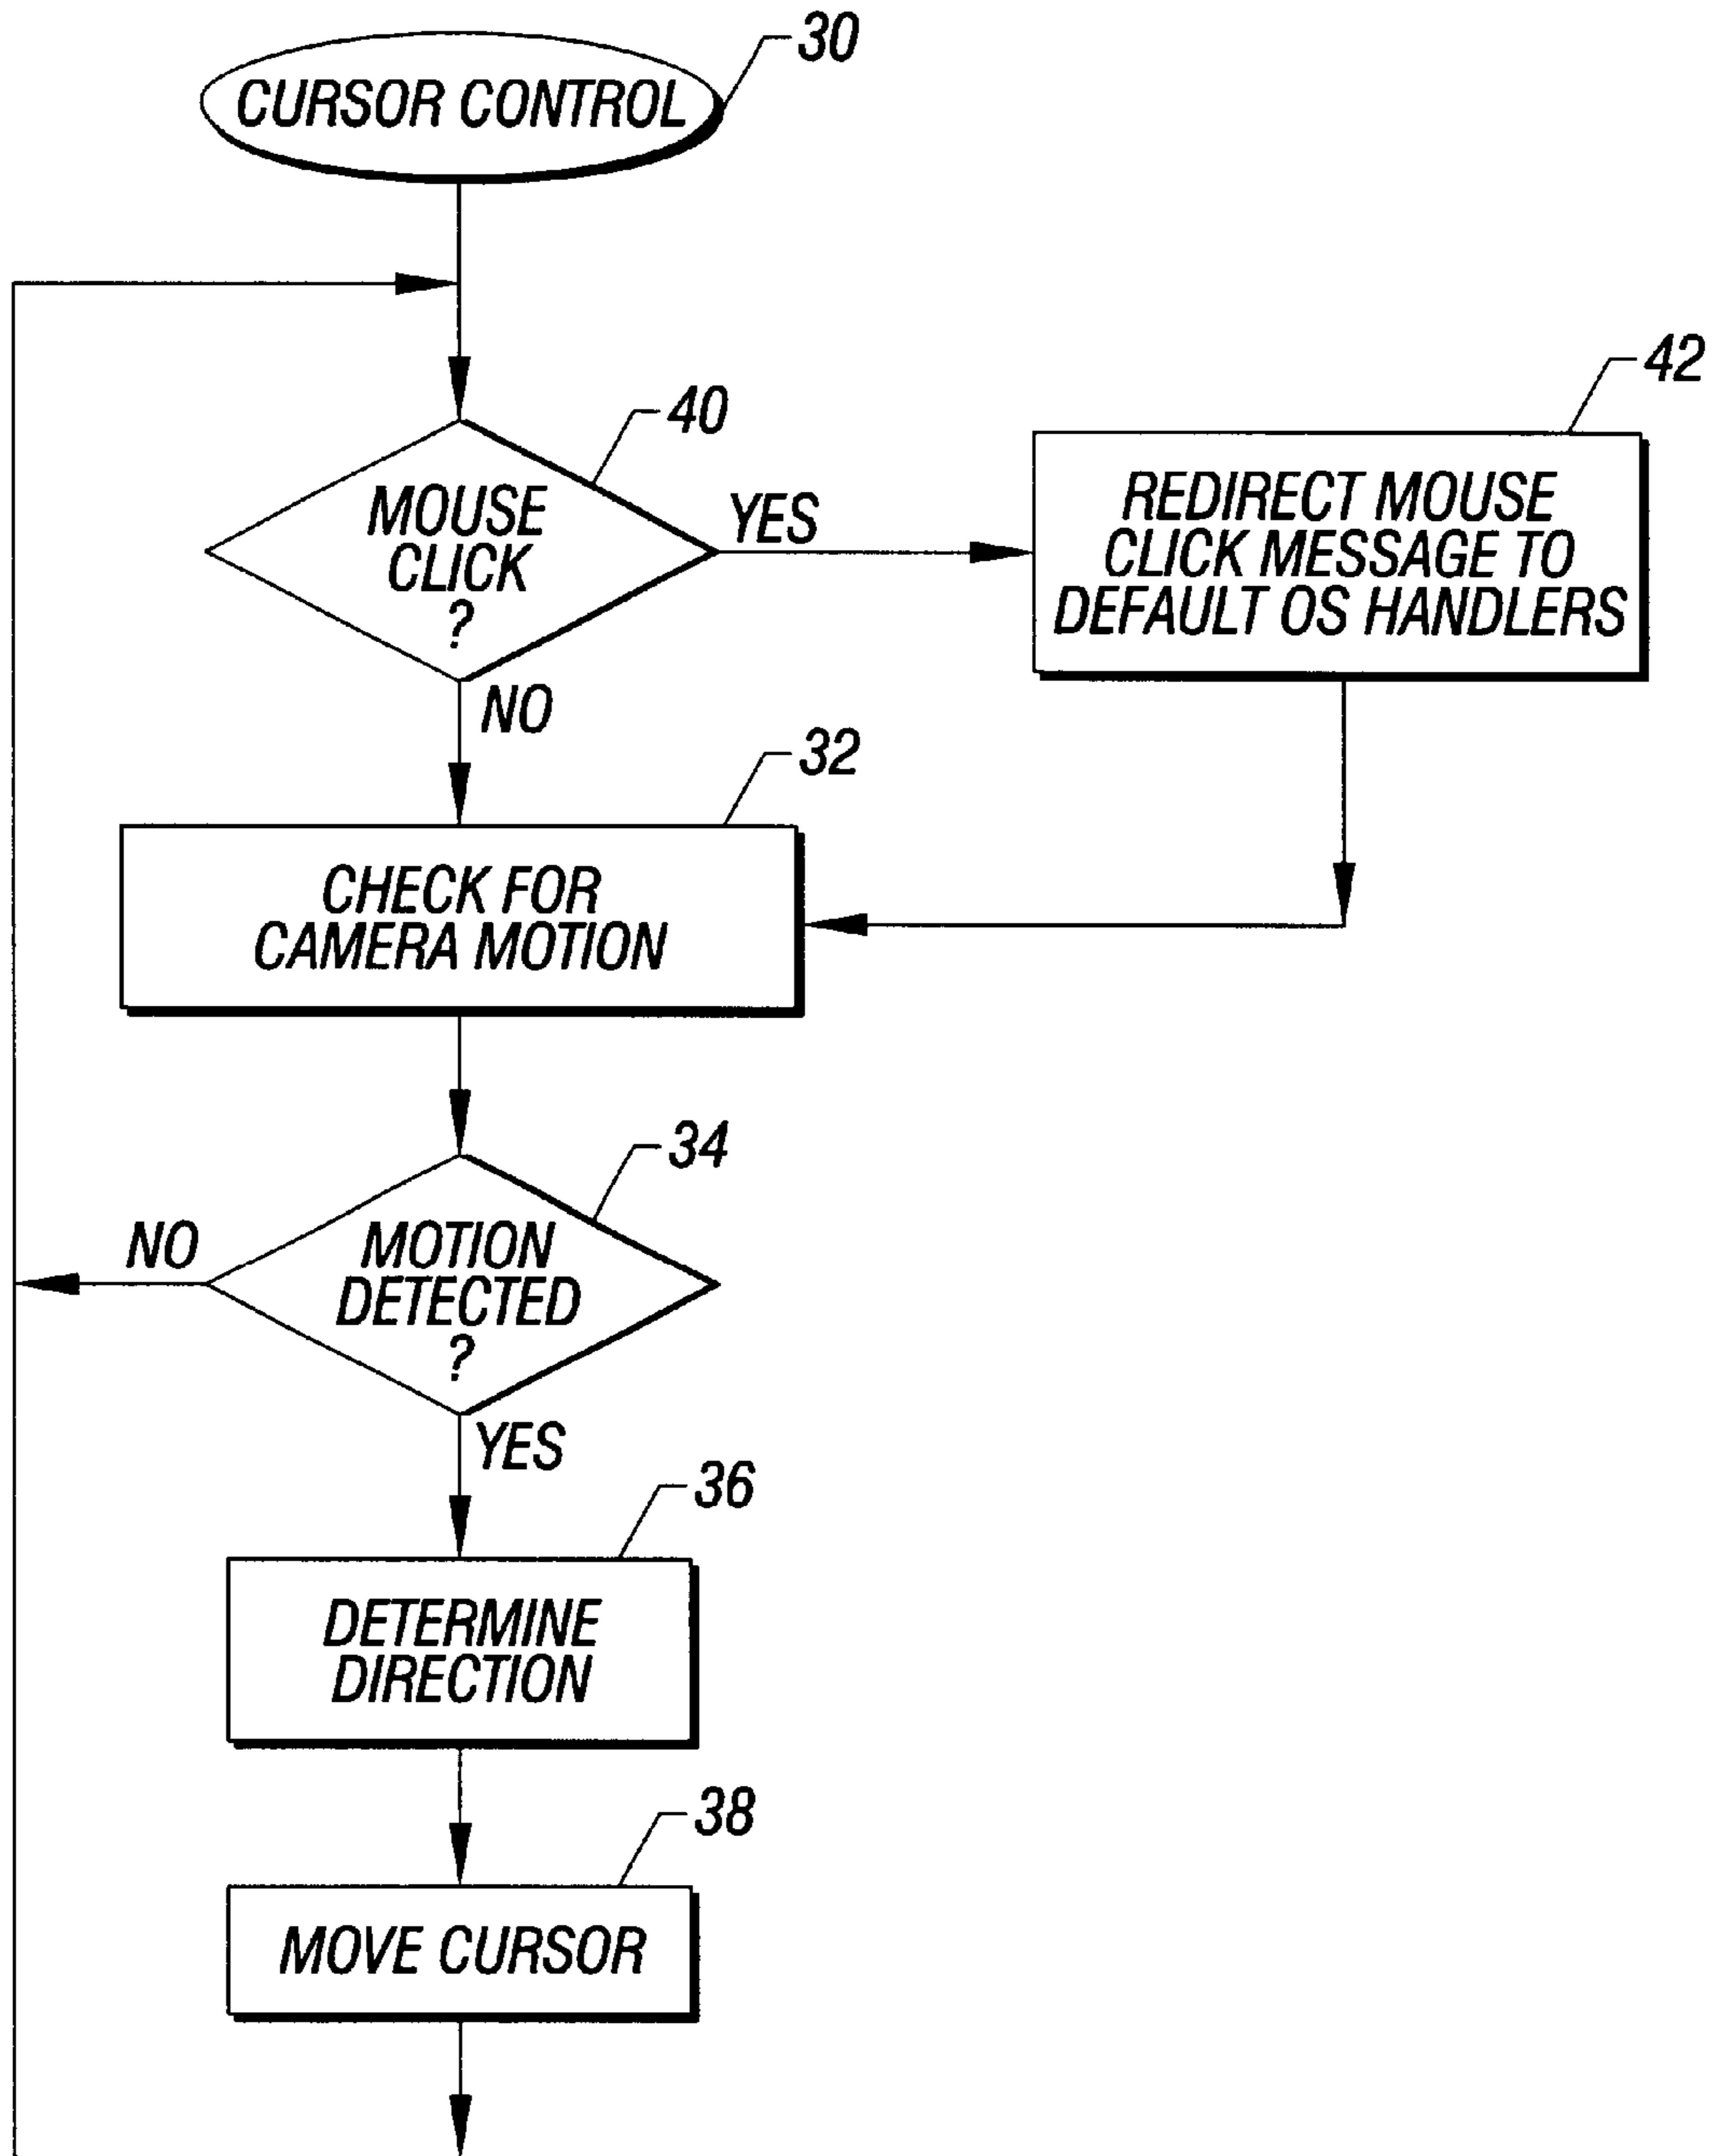 30
CURSOR CONTROL
42
40
MOUSE
CLICK
?
YES
REDIRECT MOUSE
CLICK MESSAGE TO
DEFAULT OS HANDLERS
NO
32
CHECK FOR
CAMERA MOTION
34
NO
MOTION
DETECTED
?
YES
36
DETERMINE
DIRECTION
38
MOVE CURSOR